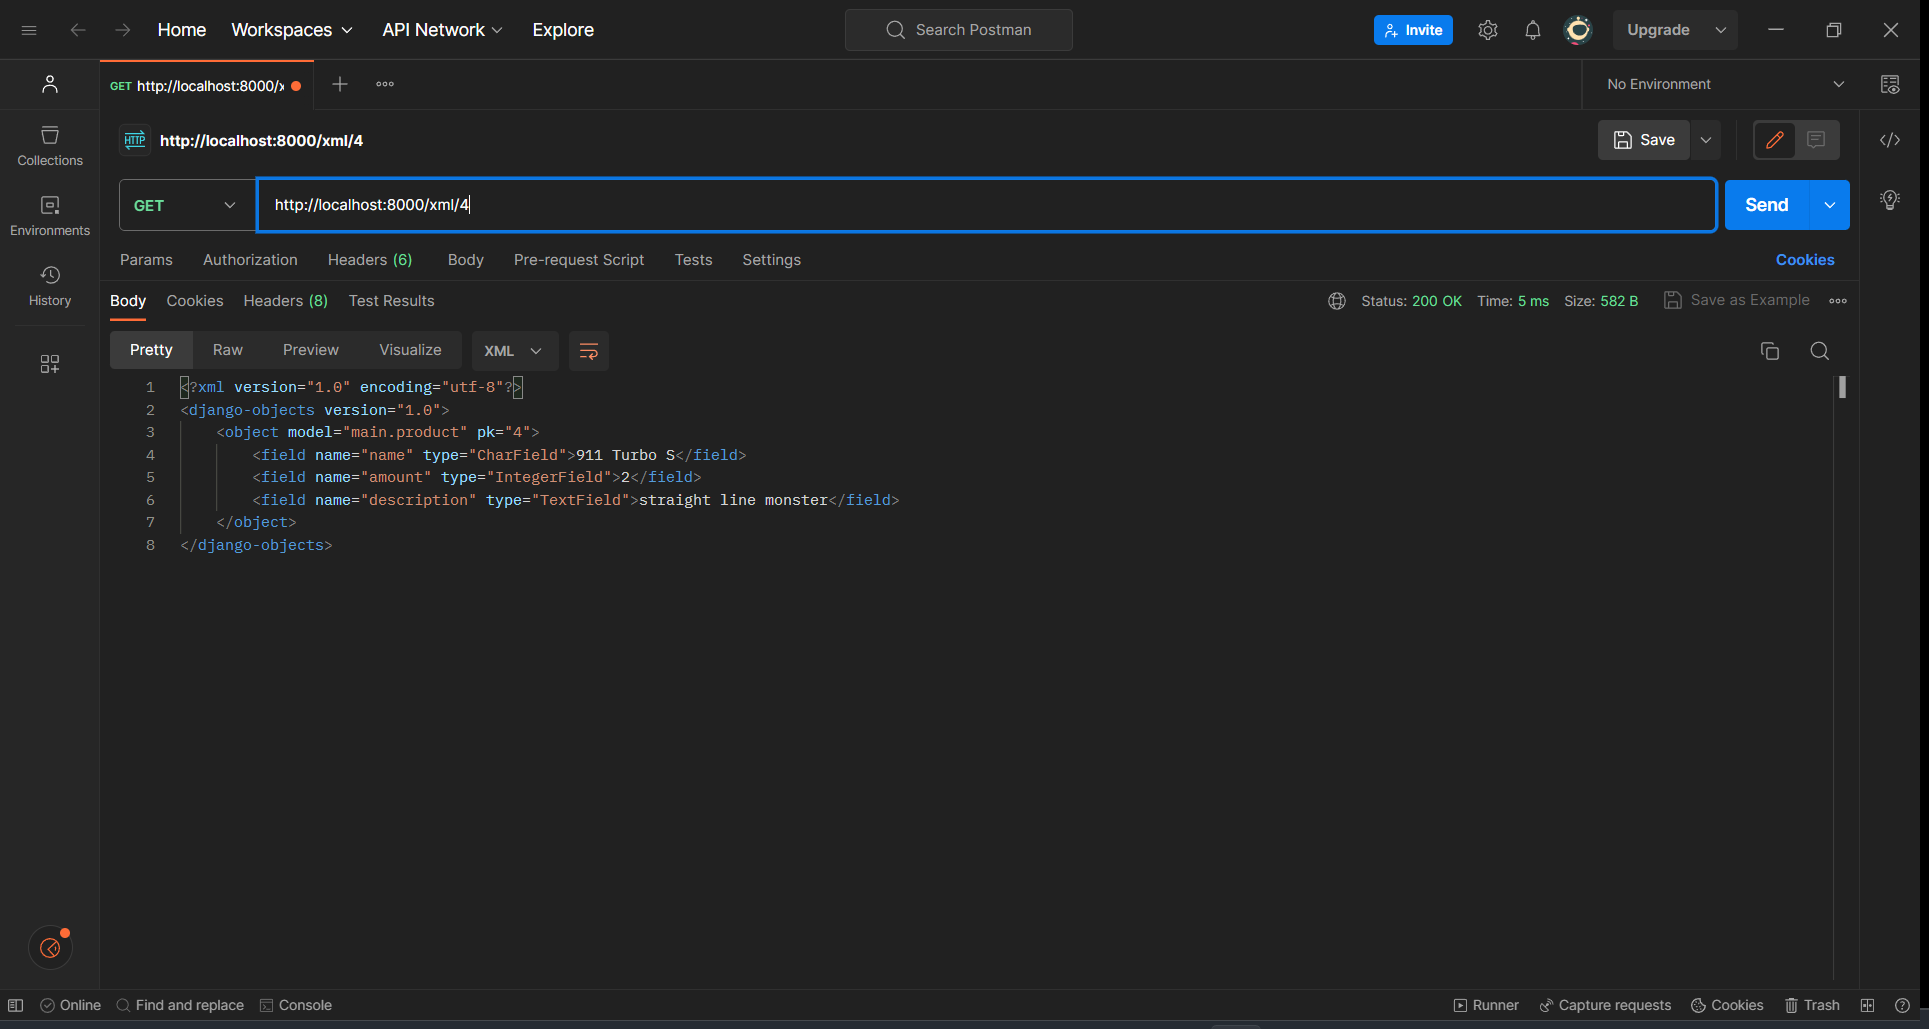 Home Workspaces API Network Explore Search Postman Invite Upgrade
GET http://localhost:8000/x No Environment
HTTP http://localhost:8000/xml/4 Save
GET http://localhost:8000/xml/4 Send
Collections
Environments
History
Params Authorization Headers (6) Body Pre-request Script Tests Settings Cookies
Body Cookies Headers (8) Test Results Status: 200 OK Time: 5 ms Size: 582 B Save as Example
Pretty Raw Preview Visualize XML
1 <?xml version="1.0" encoding="utf-8"?>
2 <django-objects version="1.0">
3 <object model="main.product" pk="4">
4 <field name="name" type="CharField">911 Turbo S</field>
5 <field name="amount" type="IntegerField">2</field>
6 <field name="description" type="TextField">straight line monster</field>
7 </object>
8 </django-objects>
Online Find and replace Console Runner Capture requests Cookies Trash